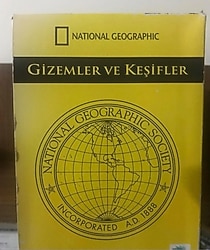 NATIONAL GEOGRAPHIC
GİZEMLER VE KEŞİFLER
NATIONAL GEOGRAPHIC SOCIETY
INCORPORATED A.D. 1888